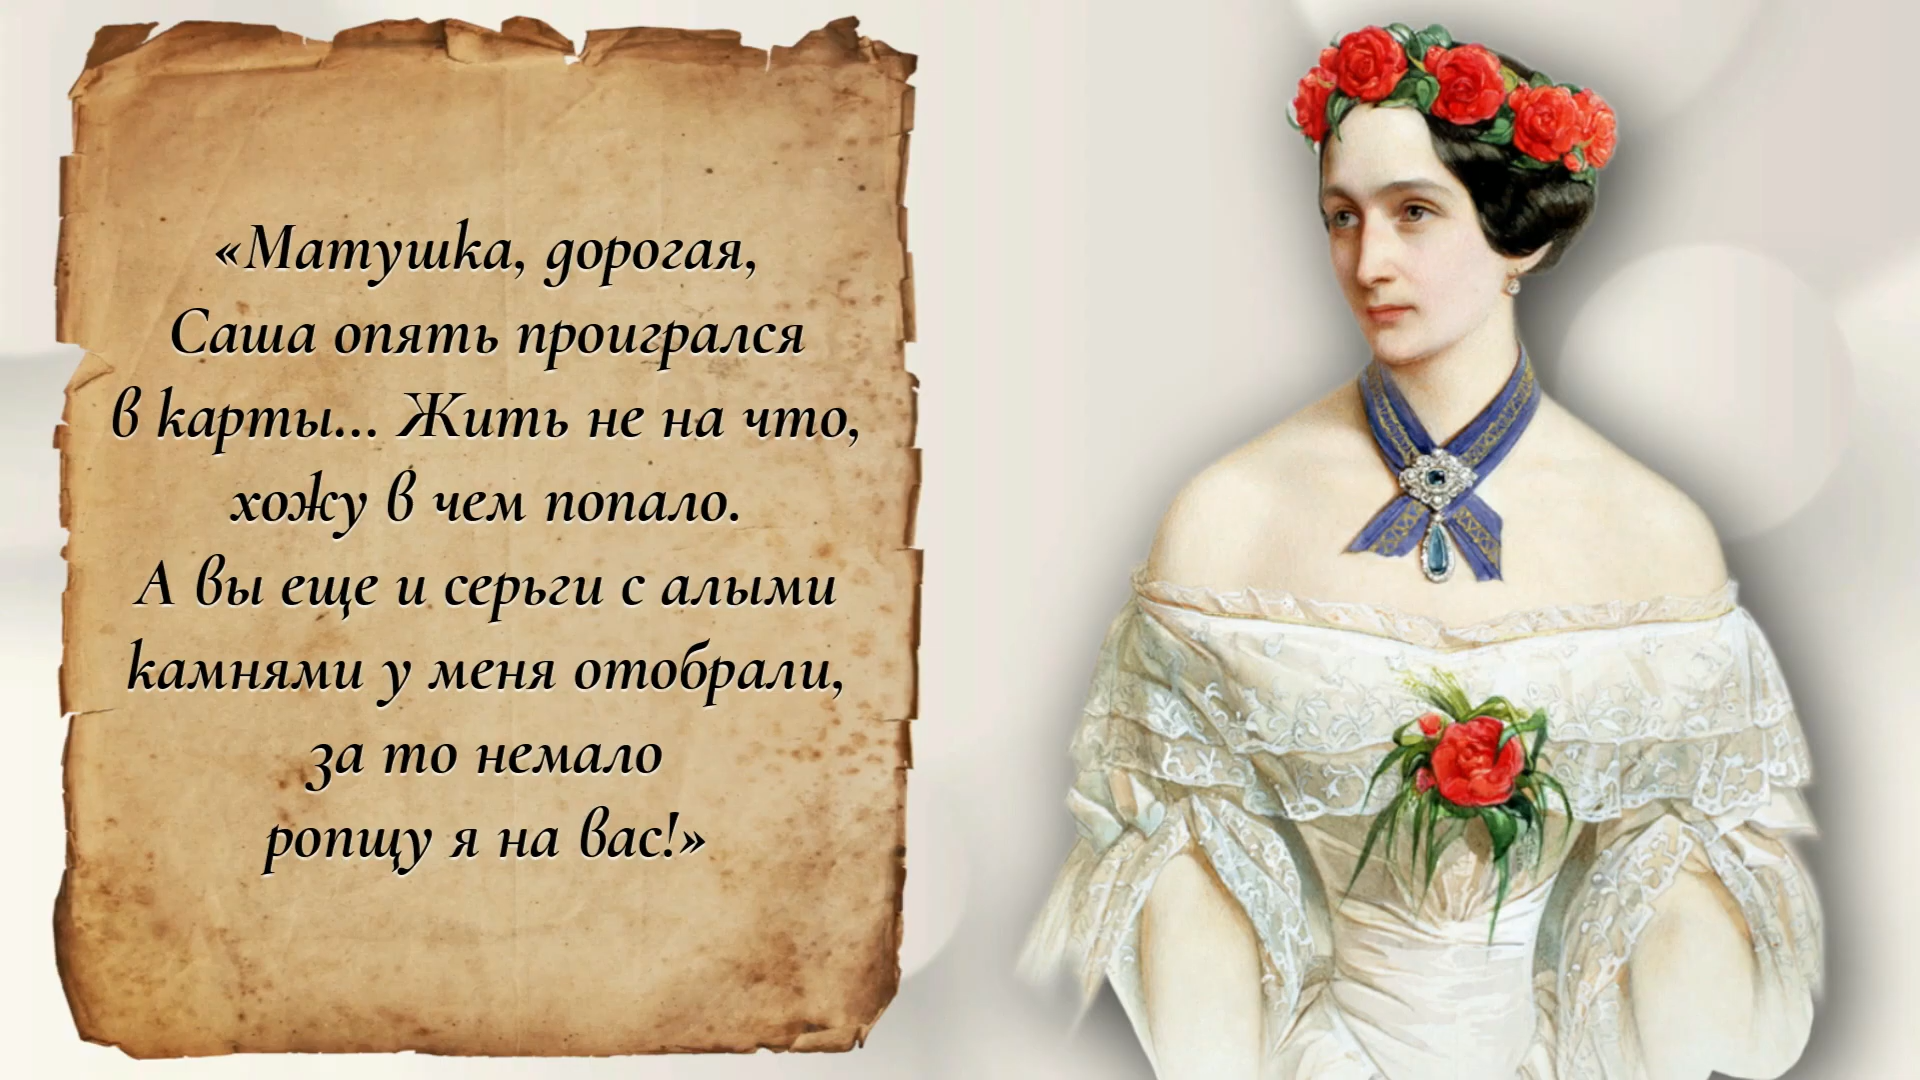 «Матушка, дорогая,
Саша опять проигрался
в карты... Жить не на что,
хожу в чем попало.
А вы еще и серьги с алыми
камнями у меня отобрали,
за то немало
ропщу я на вас!»